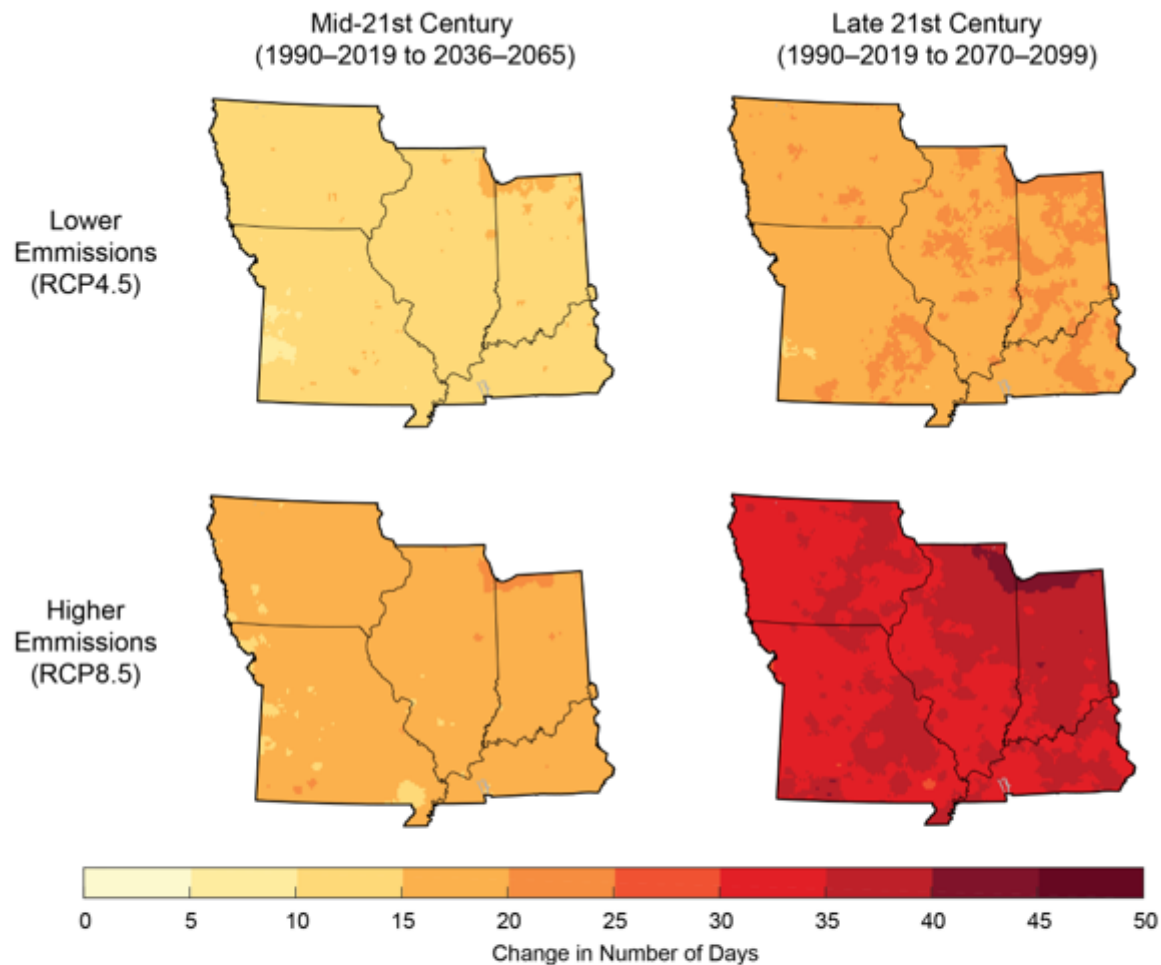 Mid-21st Century
(1990–2019 to 2036–2065)
Late 21st Century
(1990–2019 to 2070–2099)
Lower
Emmissions
(RCP4.5)
Higher
Emmissions
(RCP8.5)
0 5 10 15 20 25 30 35 40 45 50
Change in Number of Days